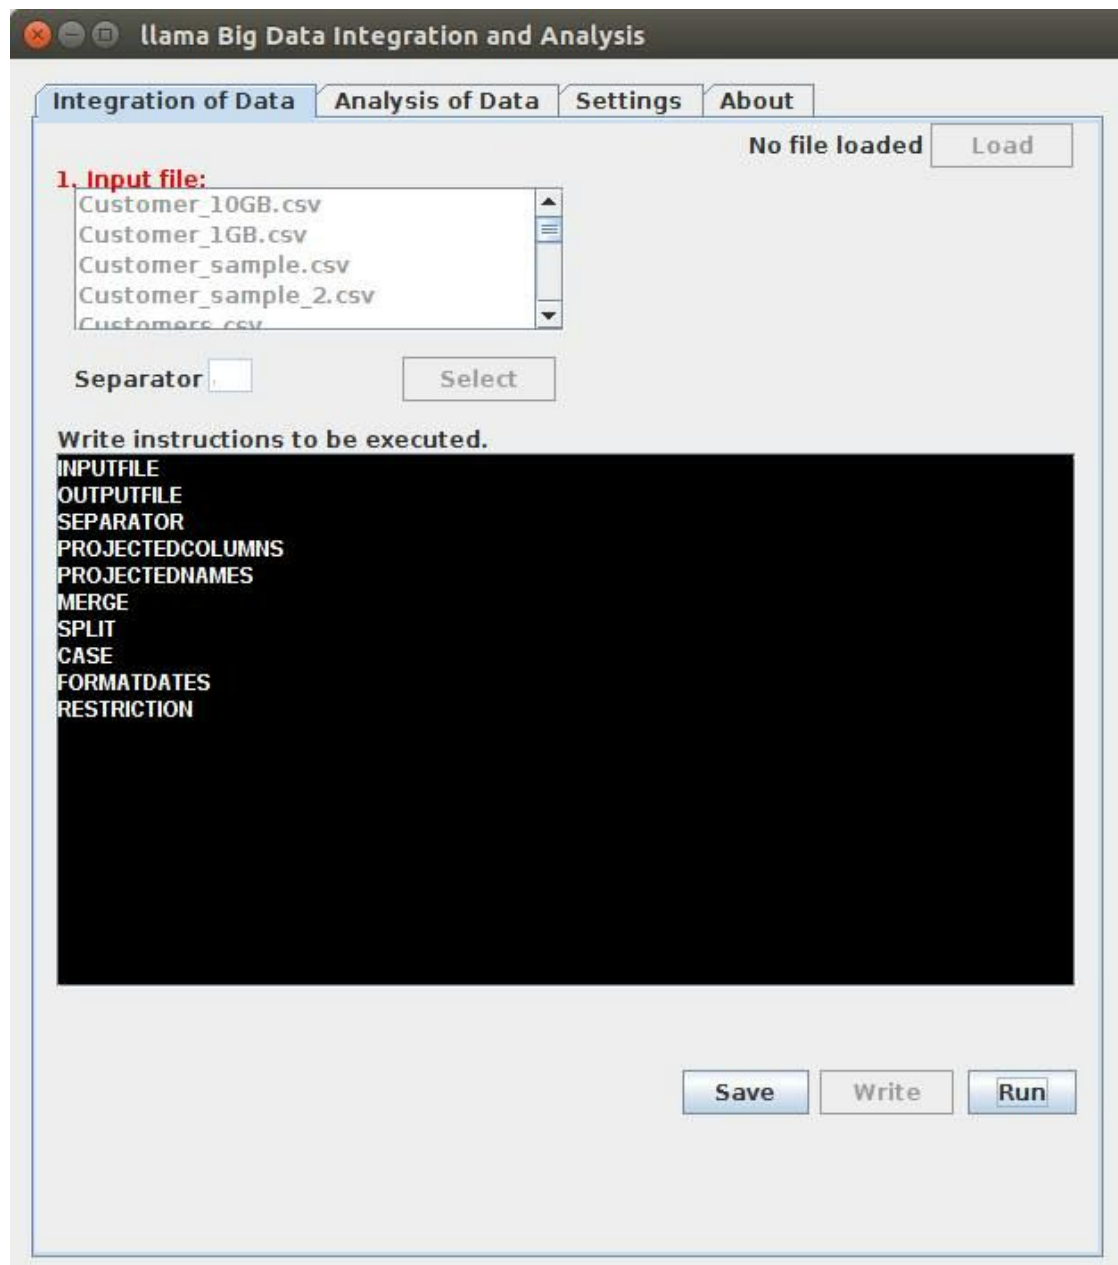 llama Big Data Integration and Analysis
Integration of Data Analysis of Data Settings About
No file loaded Load
1. Input file:
Customer_10GB.csv
Customer_1GB.csv
Customer_sample.csv
Customer_sample_2.csv
Customers.csv
Separator , Select
Write instructions to be executed.
INPUTFILE
OUTPUTFILE
SEPARATOR
PROJECTEDCOLUMNS
PROJECTEDNAMES
MERGE
SPLIT
CASE
FORMATDATES
RESTRICTION
Save Write Run